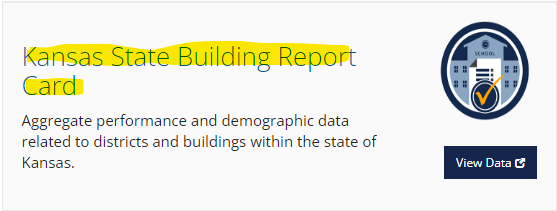 Kansas State Building Report
Card
Aggregate performance and demographic data
related to districts and buildings within the state of
Kansas.
SCHOOL
View Data